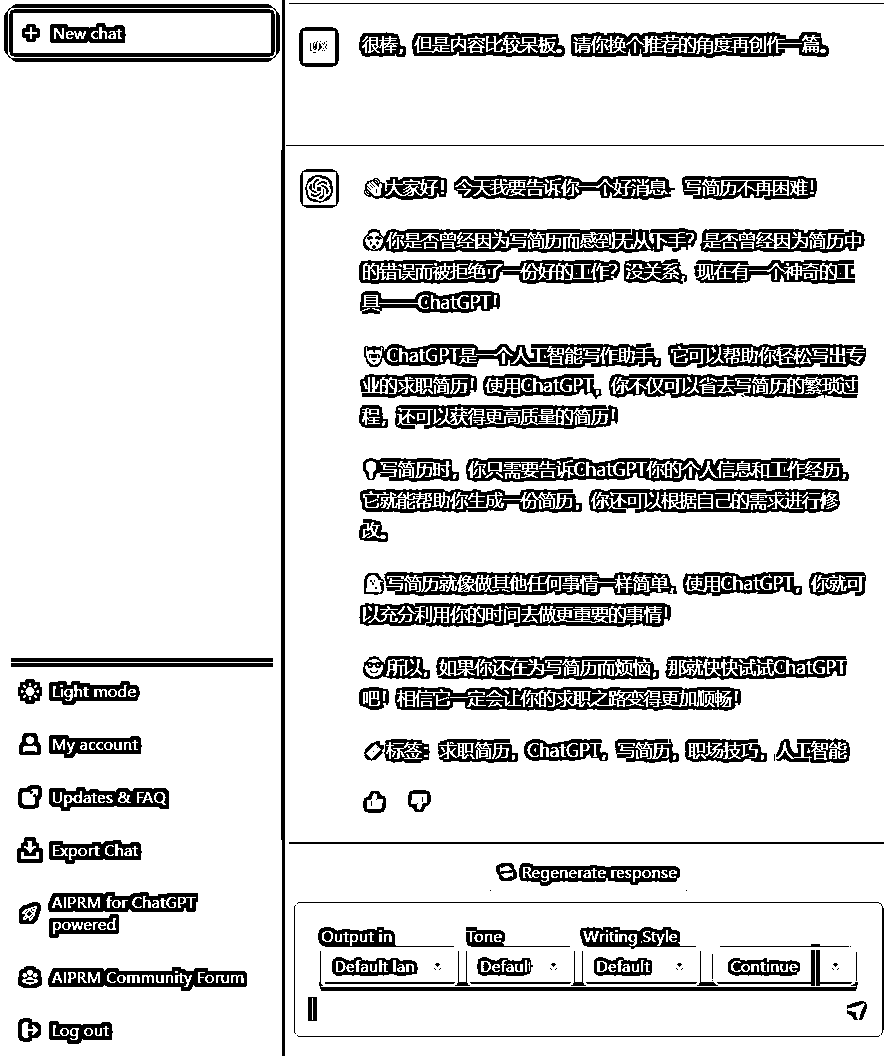 New chat
很棒，但是内容比较呆板。请你换个推荐的角度再创作一篇。
大家好！今天我要告诉你一个好消息，写简历不再困难！
你是否曾经因为写简历而感到无从下手？是否曾经因为简历中
的错误而被拒绝了一份好的工作？没关系，现在有一个神奇的工
具——ChatGPT！
ChatGPT是一个人工智能写作助手，它可以帮助你轻松写出专
业的求职简历！使用ChatGPT，你不仅可以省去写简历的繁琐过
程，还可以获得更高质量的简历！
写简历时，你只需要告诉ChatGPT你的个人信息和工作经历，
它就能帮助你生成一份简历，你还可以根据自己的需求进行修
改。
写简历就像做其他任何事情一样简单，使用ChatGPT，你就可
以充分利用你的时间去做更重要的事情！
所以，如果你还在为写简历而烦恼，那就快快试试ChatGPT
吧！相信它一定会让你的求职之路变得更加顺畅！
标签：求职简历，ChatGPT，写简历，职场技巧，人工智能
Light mode
My account
Updates & FAQ
Export Chat
AIPRM for ChatGPT
powered
AIPRM Community Forum
Log out
Regenerate response
Output in Tone Writing Style
Default lan Default Default Continue